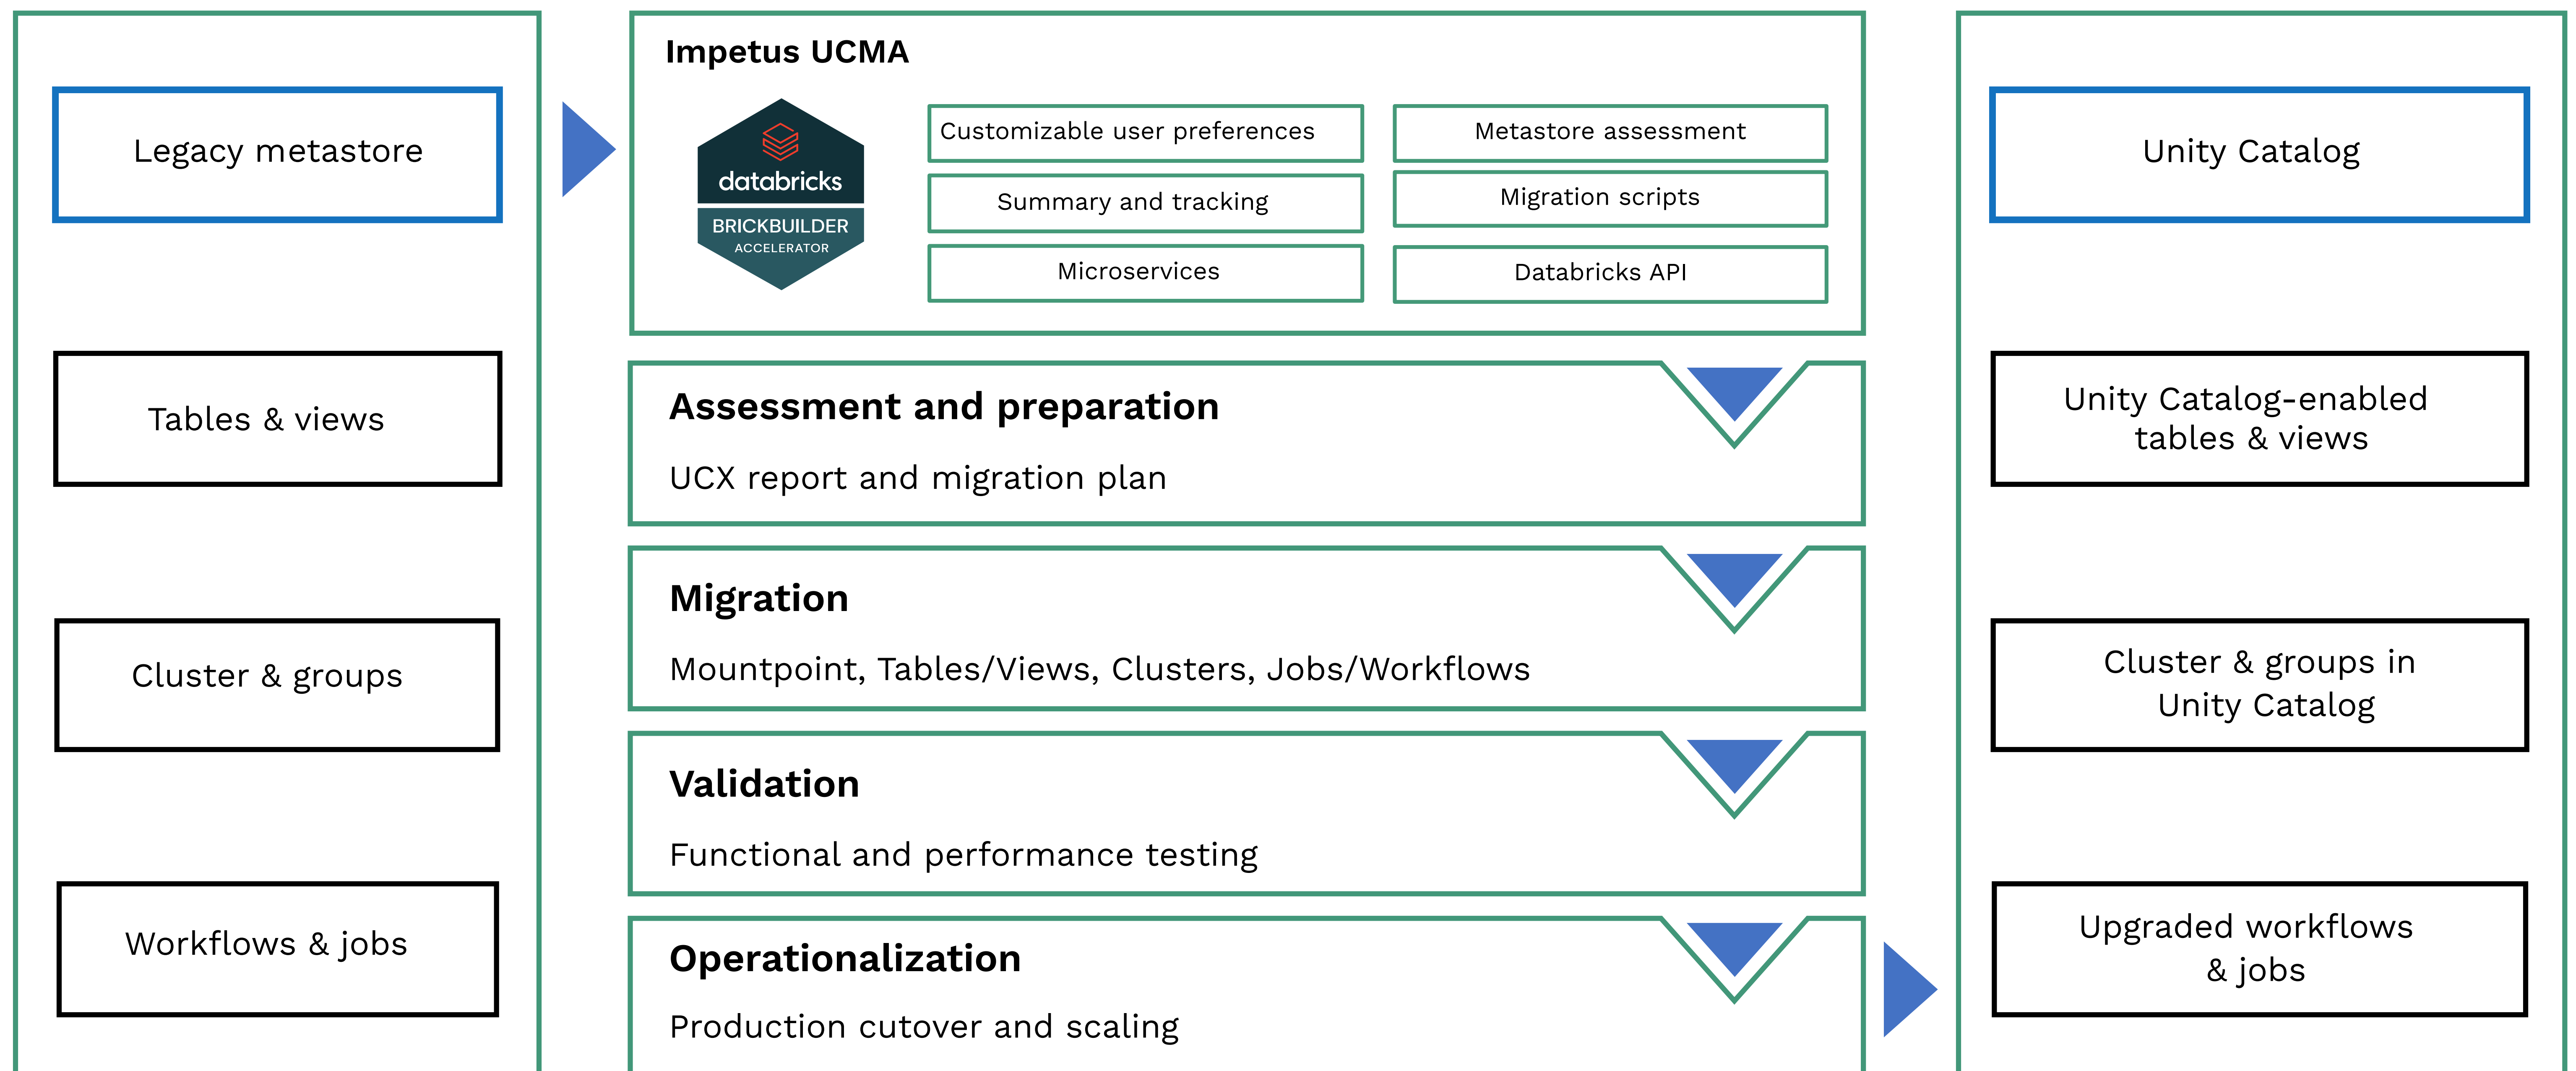 Legacy metastore
Tables & views
Cluster & groups
Workflows & jobs
Impetus UCMA
databricks
BRICKBUILDER
ACCELERATOR
Customizable user preferences
Metastore assessment
Summary and tracking
Migration scripts
Microservices
Databricks API
Assessment and preparation
UCX report and migration plan
Migration
Mountpoint, Tables/Views, Clusters, Jobs/Workflows
Validation
Functional and performance testing
Operationalization
Production cutover and scaling
Unity Catalog
Unity Catalog-enabled
tables & views
Cluster & groups in
Unity Catalog
Upgraded workflows
& jobs